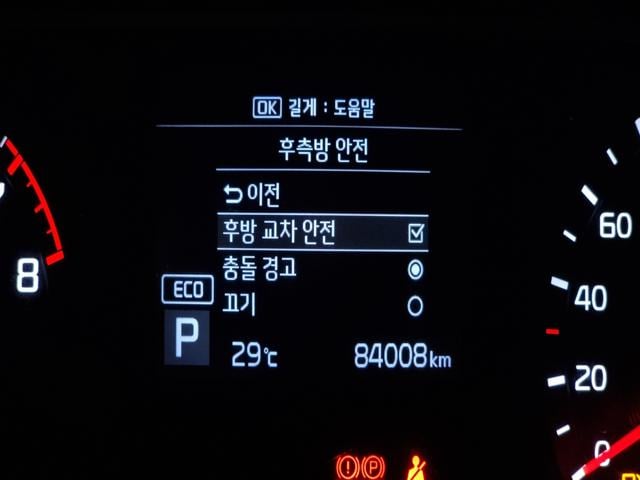 OK 길게 : 도움말
후측방 안전
이전
후방 교차 안전
충돌 경고
끄기
ECO
P
29℃ 84008km
8
60
40
20
0
P